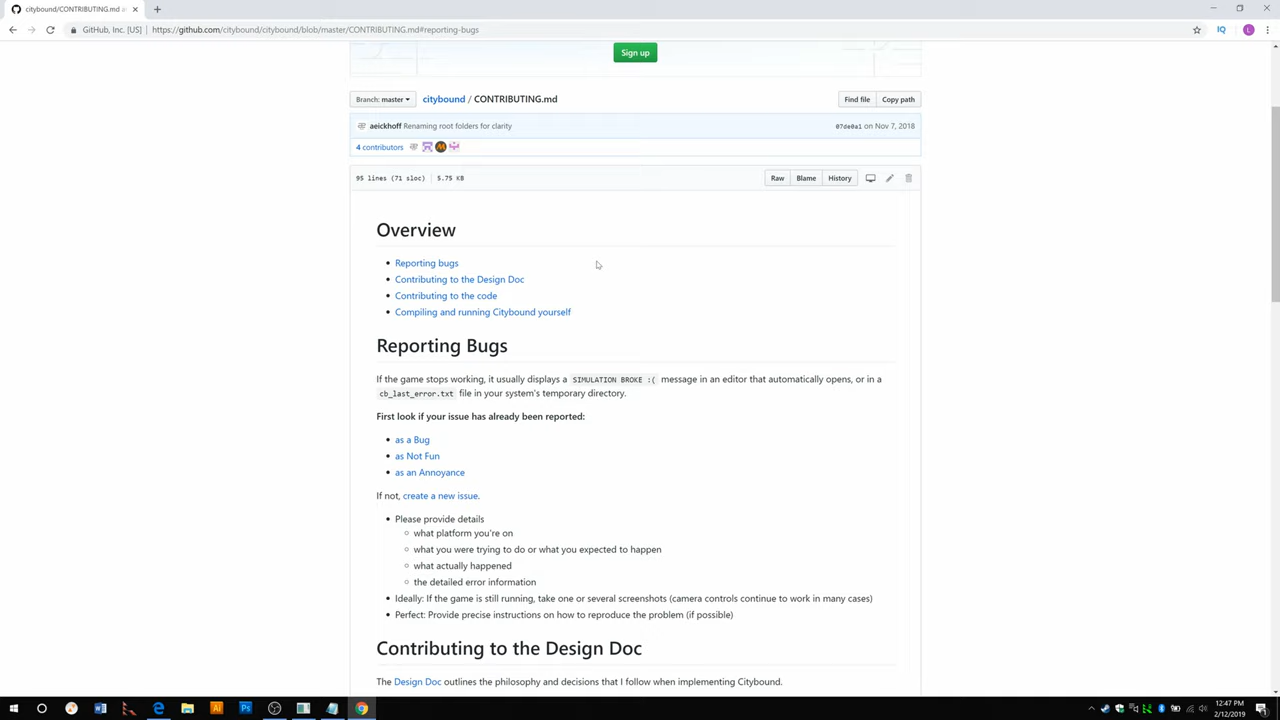 citybound/CONTRIBUTING.md at
GitHub, Inc. [US] https://github.com/citybound/citybound/blob/master/CONTRIBUTING.md#reporting-bugs
IQ
L
Sign up
Branch: master
citybound / CONTRIBUTING.md
Find file
Copy path
aeickhoff Renaming root folders for clarity
07de0a1 on Nov 7, 2018
4 contributors
95 lines (71 sloc) 5.75 KB
Raw
Blame
History
Overview
Reporting bugs
Contributing to the Design Doc
Contributing to the code
Compiling and running Citybound yourself
Reporting Bugs
If the game stops working, it usually displays a SIMULATION BROKE :( message in an editor that automatically opens, or in a
cb_last_error.txt file in your system's temporary directory.
First look if your issue has already been reported:
as a Bug
as Not Fun
as an Annoyance
If not, create a new issue.
Please provide details
what platform you're on
what you were trying to do or what you expected to happen
what actually happened
the detailed error information
Ideally: If the game is still running, take one or several screenshots (camera controls continue to work in many cases)
Perfect: Provide precise instructions on how to reproduce the problem (if possible)
Contributing to the Design Doc
The Design Doc outlines the philosophy and decisions that I follow when implementing Citybound.
12:47 PM
2/12/2019